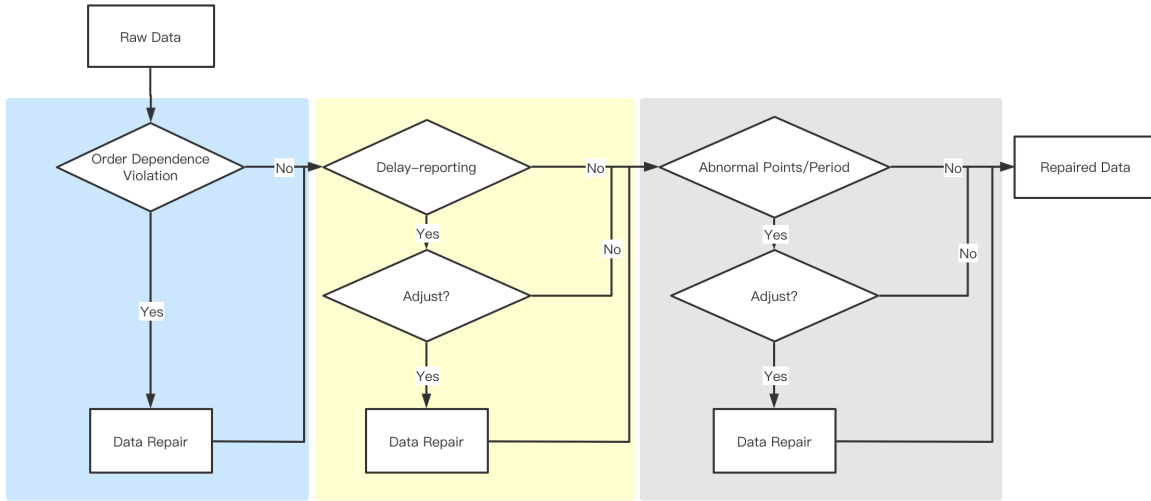 Raw Data
Order Dependence
Violation
No
Yes
Data Repair
Delay-reporting
No
Yes
No
Adjust?
Yes
Data Repair
Abnormal Points/Period
No
Yes
No
Adjust?
Yes
Data Repair
Repaired Data